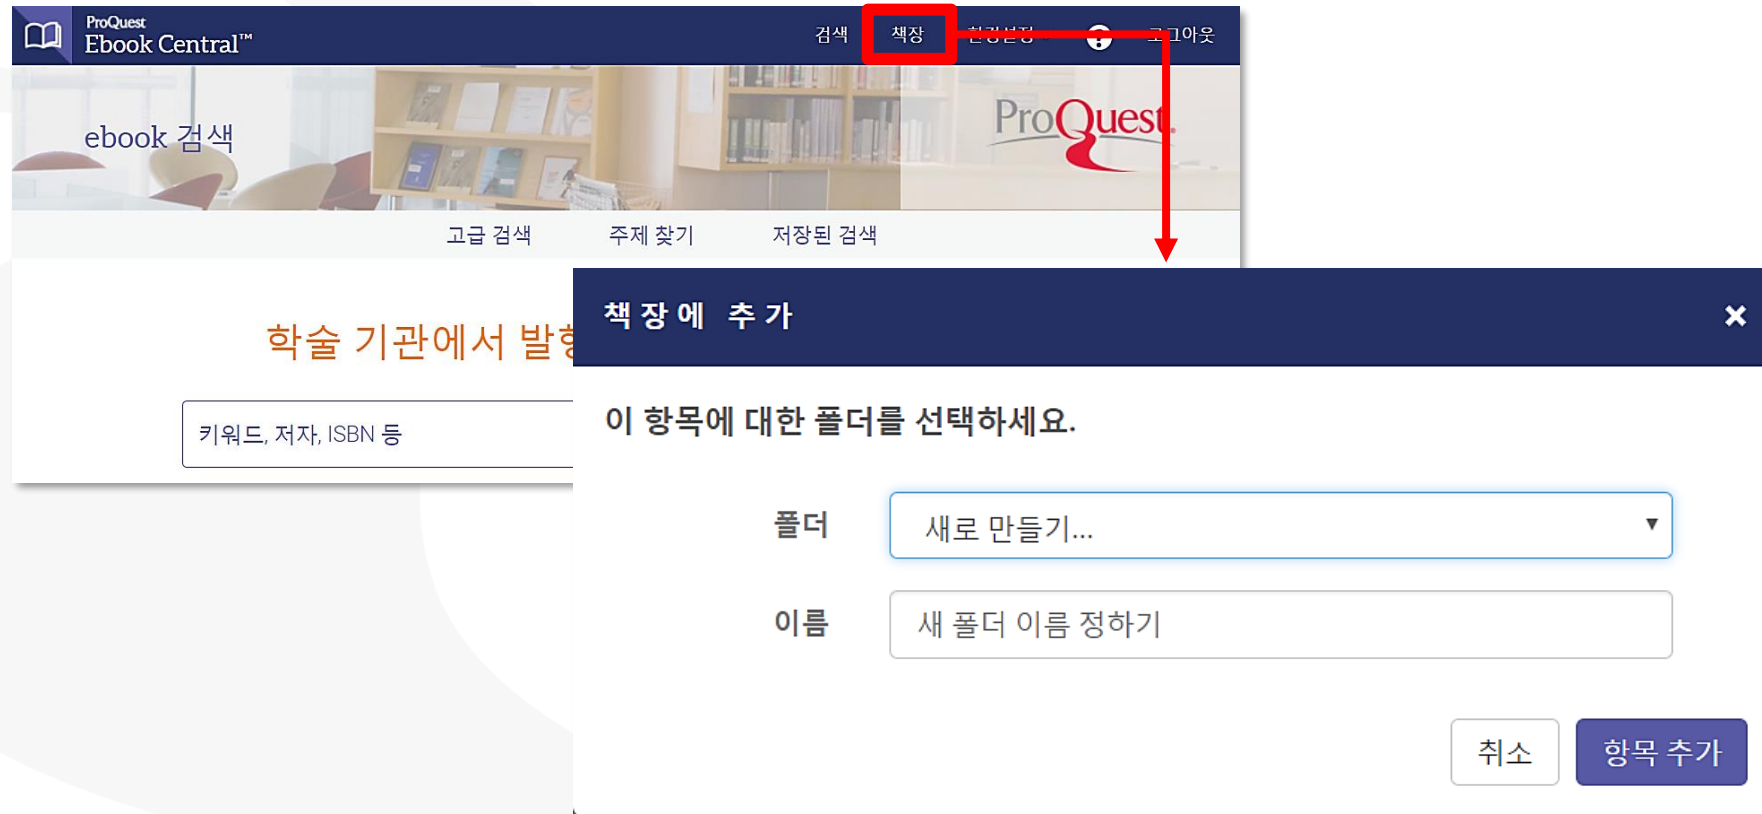 ProQuest
Ebook Central™
검색 책장 환경설정 ? 로그아웃
ebook 검색
ProQuest.
고급 검색 주제 찾기 저장된 검색
학술 기관에서
키워드, 저자, ISBN 등
책장에 추가
이 항목에 대한 폴더를 선택하세요.
폴더 새로 만들기...
이름 새 폴더 이름 정하기
취소 항목 추가